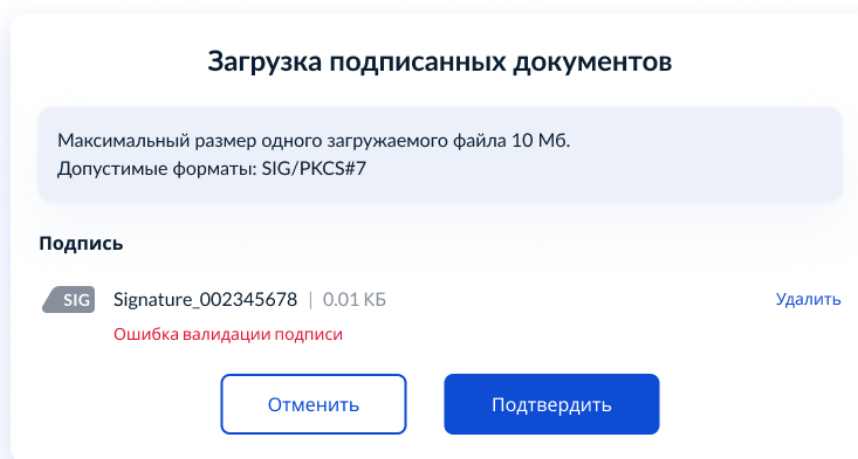 Загрузка подписанных документов
Максимальный размер одного загружаемого файла 10 Мб.
Допустимые форматы: SIG/PKCS#7
Подпись
SIG Signature_002345678 | 0.01 КБ Удалить
Ошибка валидации подписи
Отменить Подтвердить